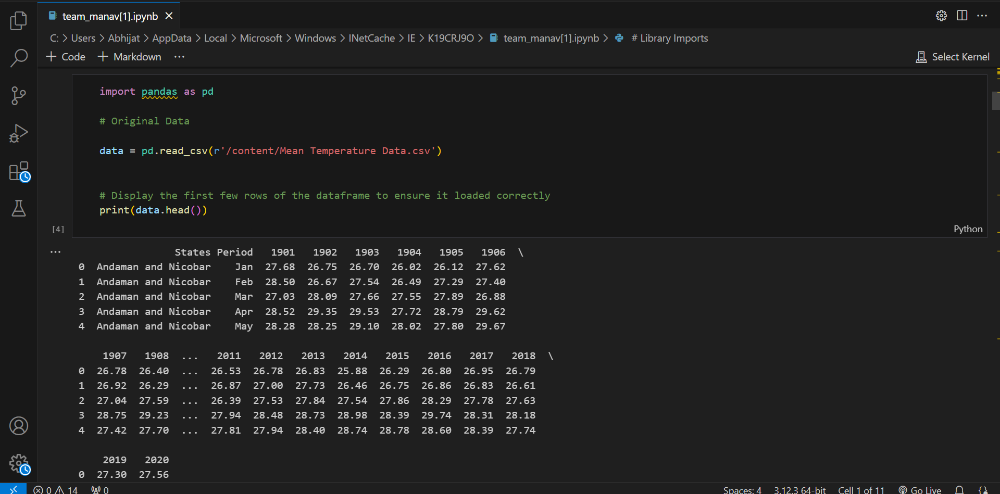 team_manav[1].ipynb
C: > Users > Abhijat > AppData > Local > Microsoft > Windows > INetCache > IE > K19CRJ9O > team_manav[1].ipynb > # Library Imports
+ Code + Markdown ...
Select Kernel
import pandas as pd
# Original Data
data = pd.read_csv(r'/content/Mean Temperature Data.csv')
# Display the first few rows of the dataframe to ensure it loaded correctly
print(data.head())
[4]
Python
...
States Period 1901 1902 1903 1904 1905 1906 \
0 Andaman and Nicobar Jan 27.68 26.75 26.70 26.02 26.12 27.62
1 Andaman and Nicobar Feb 28.50 26.67 27.54 26.49 27.29 27.40
2 Andaman and Nicobar Mar 27.03 28.09 27.66 27.55 27.89 26.88
3 Andaman and Nicobar Apr 28.52 29.35 29.53 27.72 28.79 29.62
4 Andaman and Nicobar May 28.28 28.25 29.10 28.02 27.80 29.67
1907 1908 ... 2011 2012 2013 2014 2015 2016 2017 2018 \
0 26.78 26.40 ... 26.53 26.78 26.83 25.88 26.29 26.80 26.95 26.79
1 26.92 26.29 ... 26.87 27.00 27.73 26.46 26.75 26.86 26.83 26.61
2 27.04 27.59 ... 26.39 27.53 27.84 27.54 27.86 28.29 27.78 27.63
3 28.75 29.23 ... 27.94 28.48 28.73 28.98 28.39 29.74 28.31 28.18
4 27.42 27.70 ... 27.81 27.94 28.40 28.74 28.78 28.60 28.39 27.74
2019 2020
0 27.30 27.56
0 14 0
Spaces: 4 3.12.3 64-bit Cell 1 of 11 Go Live {}